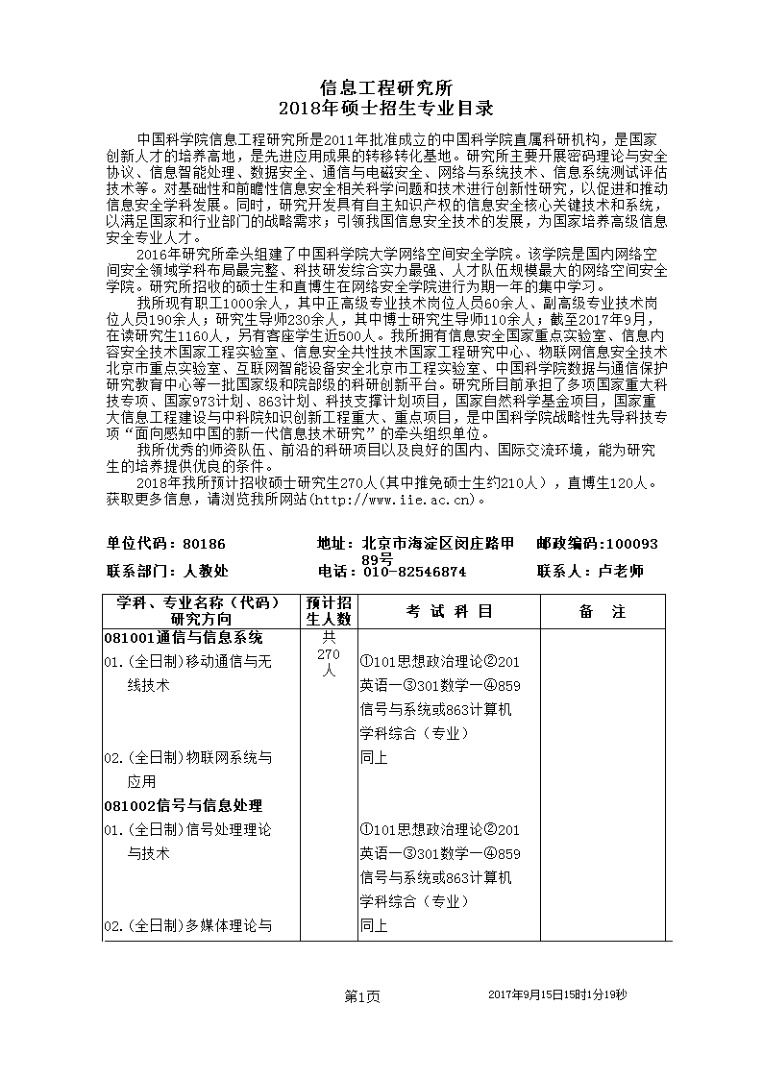 信息工程研究所
2018年硕士招生专业目录
中国科学院信息工程研究所是2011年批准成立的中国科学院直属科研机构，是国家
创新人才的培养高地，是先进应用成果的转移转化基地。研究所主要开展密码理论与安全
协议、信息智能处理、数据安全、通信与电磁安全、网络与系统技术、信息系统测试评估
技术等。对基础性和前瞻性信息安全相关科学问题和技术进行创新性研究，以促进和推动
信息安全学科发展。同时，研究开发具有自主知识产权的信息安全核心关键技术和系统，
以满足国家和行业部门的战略需求；引领我国信息安全技术的发展，为国家培养高级信息
安全专业人才。
2016年研究所牵头组建了中国科学院大学网络空间安全学院。该学院是国内网络空
间安全领域学科布局最完整、科技研发综合实力最强、人才队伍规模最大的网络空间安全
学院。研究所招收的硕士生和直博生在网络安全学院进行为期一年的集中学习。
我所现有职工1000余人，其中正高级专业技术岗位人员60余人、副高级专业技术岗
位人员190余人；研究生导师230余人，其中博士研究生导师110余人；截至2017年9月，
在读研究生1160人，另有客座学生近500人。我所拥有信息安全国家重点实验室、信息内
容安全技术国家工程实验室、信息安全共性技术国家工程研究中心、物联网信息安全技术
北京市重点实验室、互联网智能设备安全北京市工程实验室、中国科学院数据与通信保护
研究教育中心等一批国家级和院部级的科研创新平台。研究所目前承担了多项国家重大科
技专项、国家973计划、863计划、科技支撑计划项目，国家自然科学基金项目，国家重
大信息工程建设与中科院知识创新工程重大、重点项目，是中国科学院战略性先导科技专
项“面向感知中国的新一代信息技术研究”的牵头组织单位。
我所优秀的师资队伍、前沿的科研项目以及良好的国内、国际交流环境，能为研究
生的培养提供优良的条件。
2018年我所预计招收硕士研究生270人(其中推免硕士生约210人），直博生120人。
获取更多信息，请浏览我所网站(http://www.iie.ac.cn)。
单位代码：80186 地址：北京市海淀区闵庄路甲 邮政编码:100093
89号
联系部门：人教处 电话：010-82546874 联系人：卢老师
学科、专业名称（代码） 预计招 考 试 科 目 备 注
研究方向 生人数
081001通信与信息系统 共
01.(全日制)移动通信与无 270 ①101思想政治理论②201
线技术 人 英语一③301数学一④859
信号与系统或863计算机
学科综合（专业）
02.(全日制)物联网系统与 同上
应用
081002信号与信息处理
01.(全日制)信号处理理论 ①101思想政治理论②201
与技术 英语一③301数学一④859
信号与系统或863计算机
学科综合（专业）
02.(全日制)多媒体理论与 同上
第1页 2017年9月15日15时1分19秒